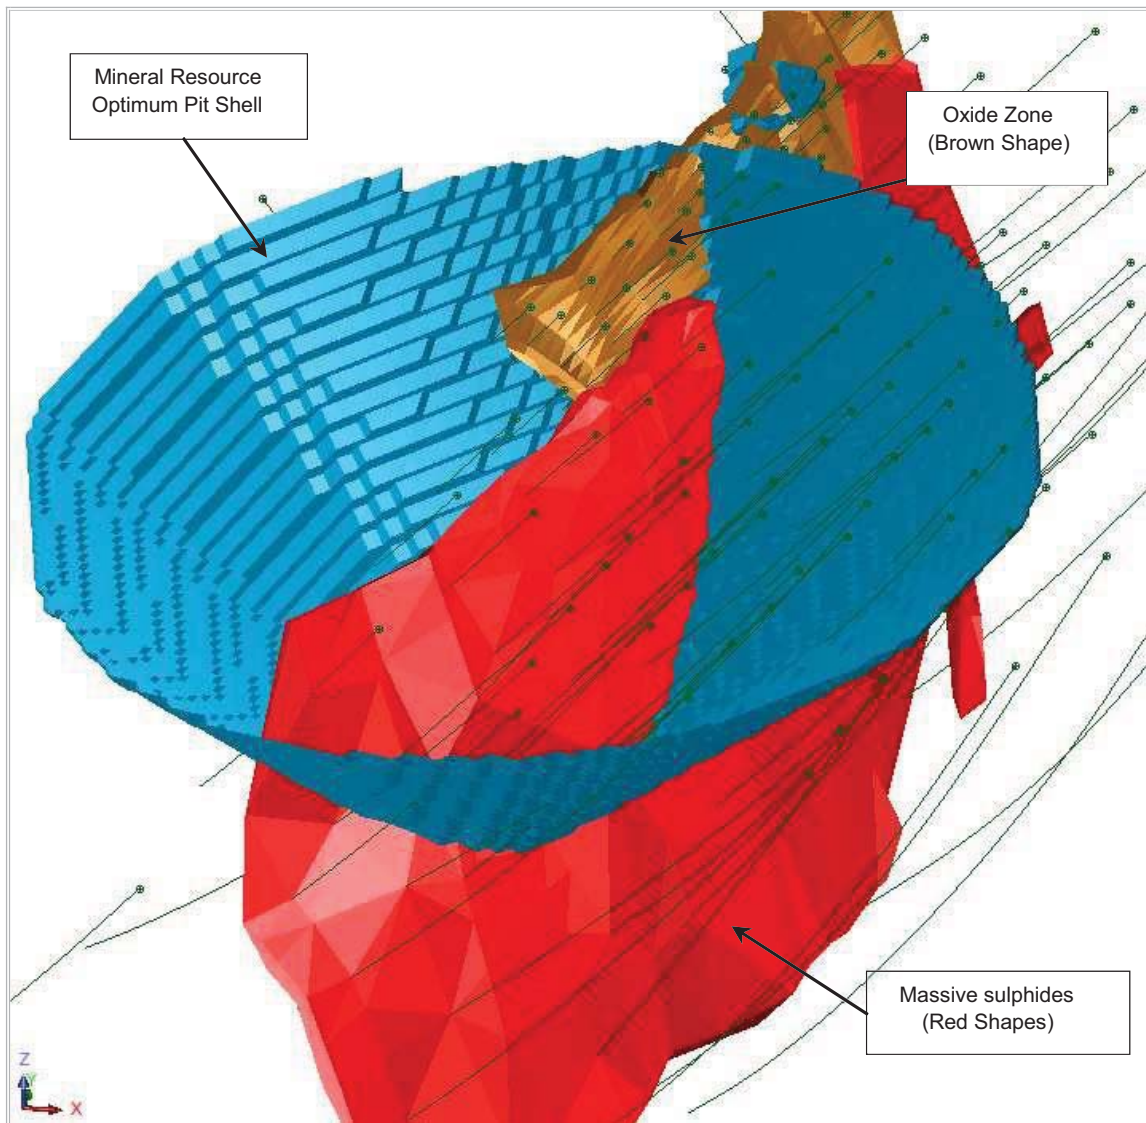 Mineral Resource
Optimum Pit Shell
Oxide Zone
(Brown Shape)
Massive sulphides
(Red Shapes)
Z
Y
X